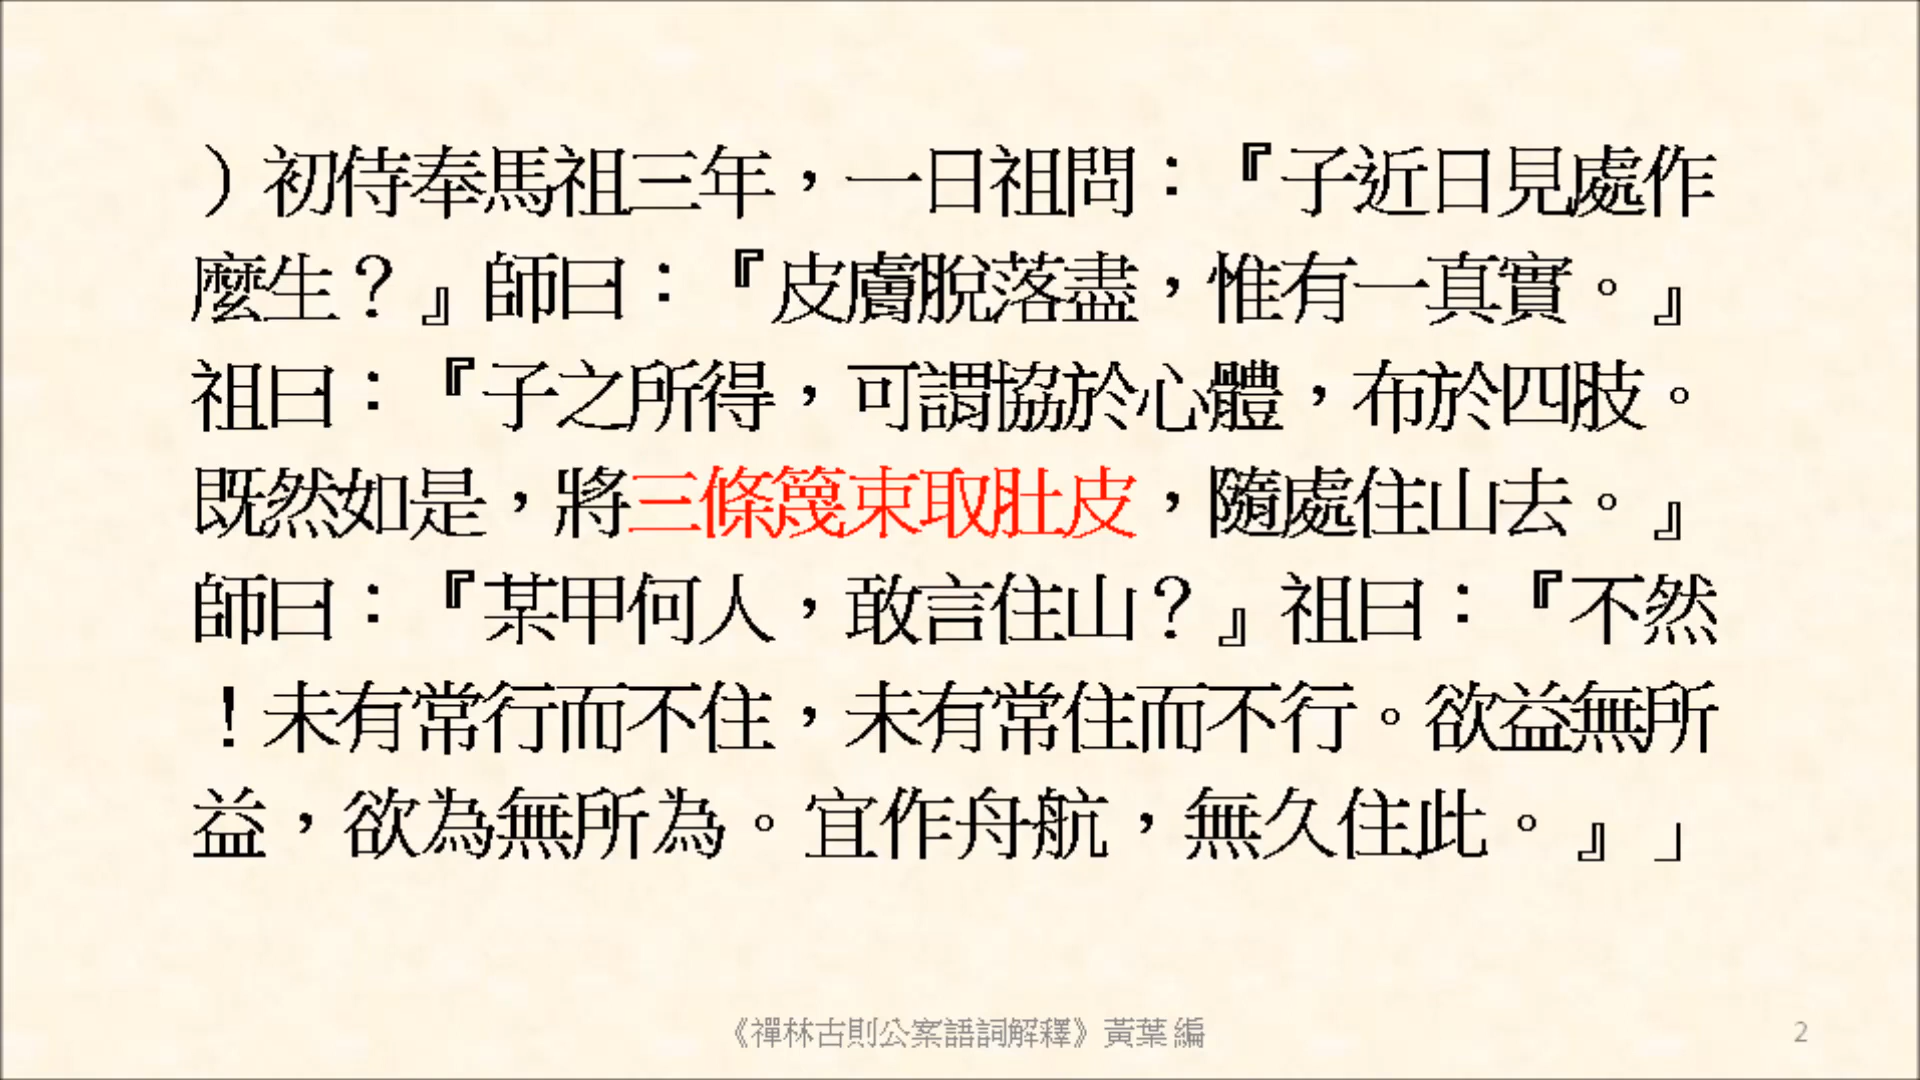 ）初侍奉馬祖三年，一日祖問：『子近日見處作
麼生？』師曰：『皮膚脫落盡，惟有一真實。』
祖曰：『子之所得，可謂協於心體，布於四肢。
既然如是，將三條篾束取肚皮，隨處住山去。』
師曰：『某甲何人，敢言住山？』祖曰：『不然
！未有常行而不住，未有常住而不行。欲益無所
益，欲為無所為。宜作舟航，無久住此。』」
《禪林古則公案語詞解釋》黃葉 編
2